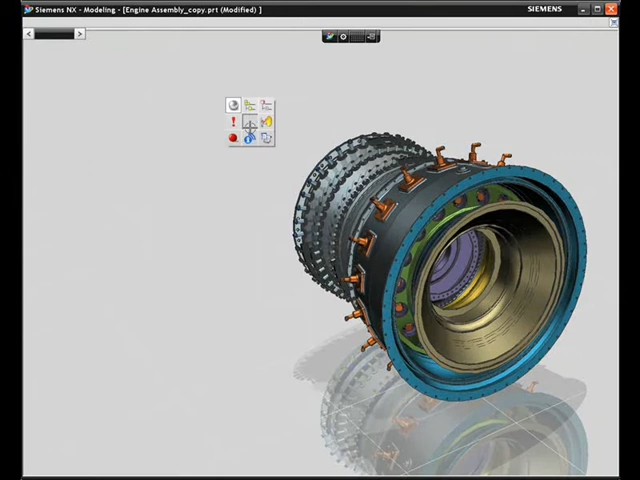 Siemens NX - Modeling - [Engine Assembly_copy.prt (Modified) ]
SIEMENS